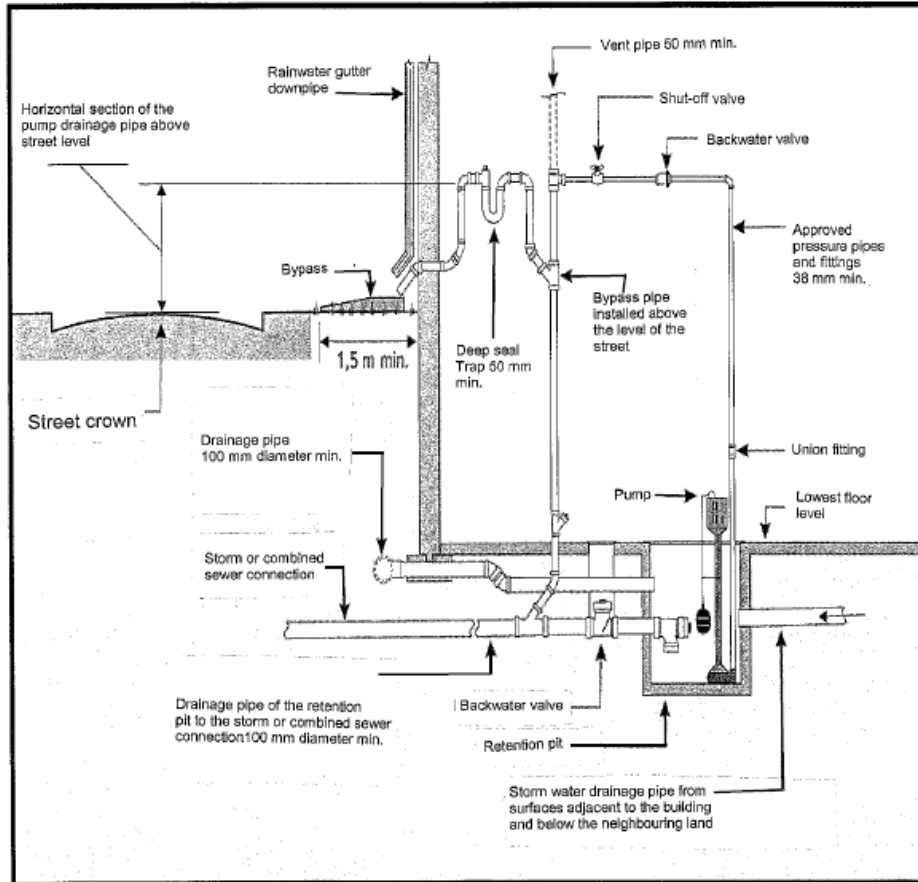 Vent pipe 50 mm min.
Rainwater gutter
downpipe
Shut-off valve
Horizontal section of the
pump drainage pipe above
street level
Backwater valve
Approved
pressure pipes
and fittings
38 mm min.
Bypass
Bypass pipe
installed above
the level of the
street
Deep seal
Trap 50 mm
min.
1,5 m min.
Street crown
Drainage pipe
100 mm diameter min.
Union fitting
Pump
Lowest floor
level
Storm or combined
sewer connection
Drainage pipe of the retention
pit to the storm or combined sewer
connection100 mm diameter min.
Backwater valve
Retention pit
Storm water drainage pipe from
surfaces adjacent to the building
and below the neighbouring land